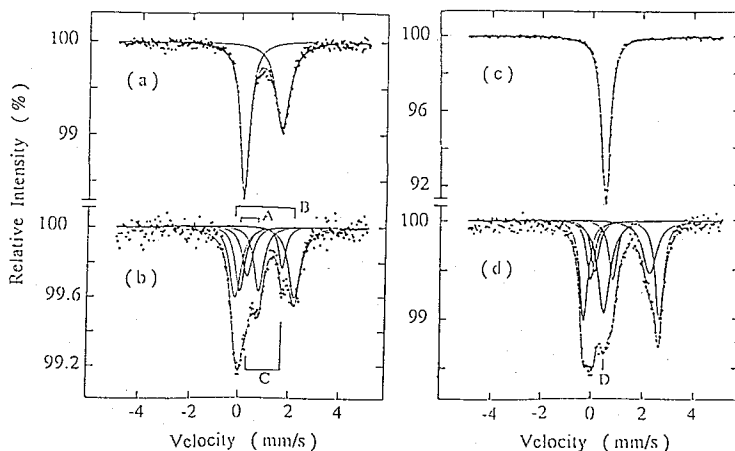 100
(a)
99
100
(b)
99.6
99.2
B
A
C
-4 -2 0 2 4
Velocity (mm/s)
Relative Intensity (%)
100
(c)
96
92
100
(d)
99
D
-4 -2 0 2 4
Velocity (mm/s)